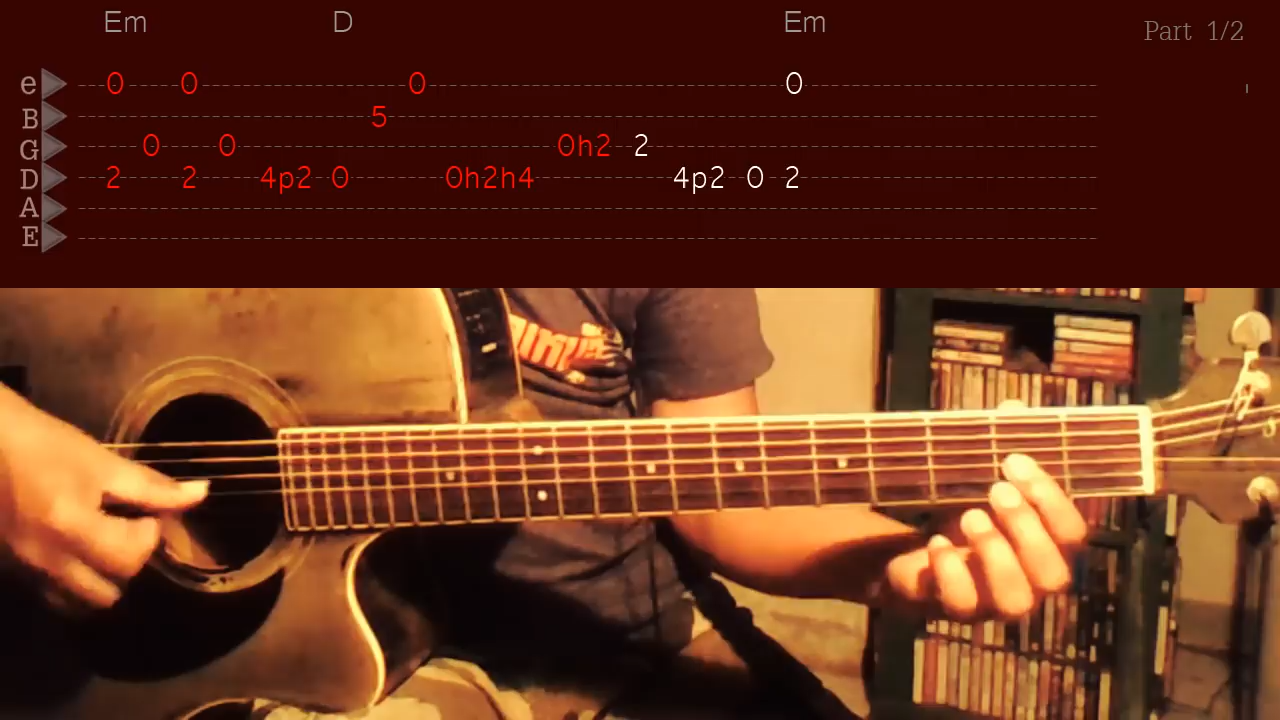 Em D Em
Part 1/2
e 0 0 0 0
B 5
G 0 0 0h2 2
D 2 2 4p2 0 0h2h4 4p2 0 2
A
E